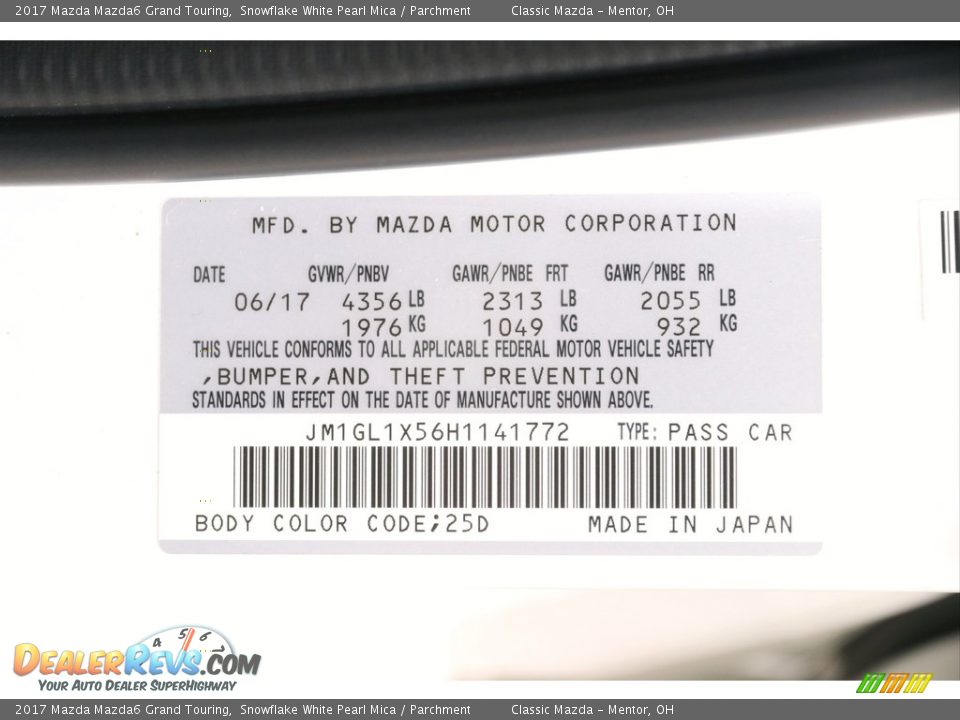 2017 Mazda Mazda6 Grand Touring, Snowflake White Pearl Mica / Parchment Classic Mazda - Mentor, OH
MFD. BY MAZDA MOTOR CORPORATION
DATE GVWR/PNBV GAWR/PNBE FRT GAWR/PNBE RR
06/17 4356 LB 2313 LB 2055 LB
1976 KG 1049 KG 932 KG
THIS VEHICLE CONFORMS TO ALL APPLICABLE FEDERAL MOTOR VEHICLE SAFETY
,BUMPER,AND THEFT PREVENTION
STANDARDS IN EFFECT ON THE DATE OF MANUFACTURE SHOWN ABOVE.
JM1GL1X56H1141772 TYPE: PASS CAR
BODY COLOR CODE;25D MADE IN JAPAN
4 5 6 7
DEALERREVS.COM
YOUR AUTO DEALER SUPERHIGHWAY
2017 Mazda Mazda6 Grand Touring, Snowflake White Pearl Mica / Parchment Classic Mazda - Mentor, OH